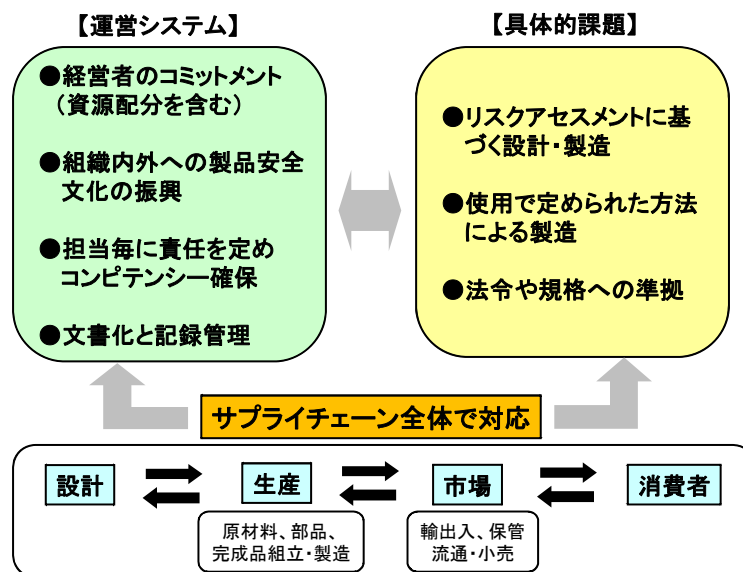 【運営システム】
●経営者のコミットメント
（資源配分を含む）
●組織内外への製品安全
文化の振興
●担当毎に責任を定め
コンピテンシー確保
●文書化と記録管理
【具体的課題】
●リスクアセスメントに基
づく設計・製造
●使用で定められた方法
による製造
●法令や規格への準拠
サプライチェーン全体で対応
設計
生産
市場
消費者
原材料、部品、
完成品組立・製造
輸出入、保管
流通・小売